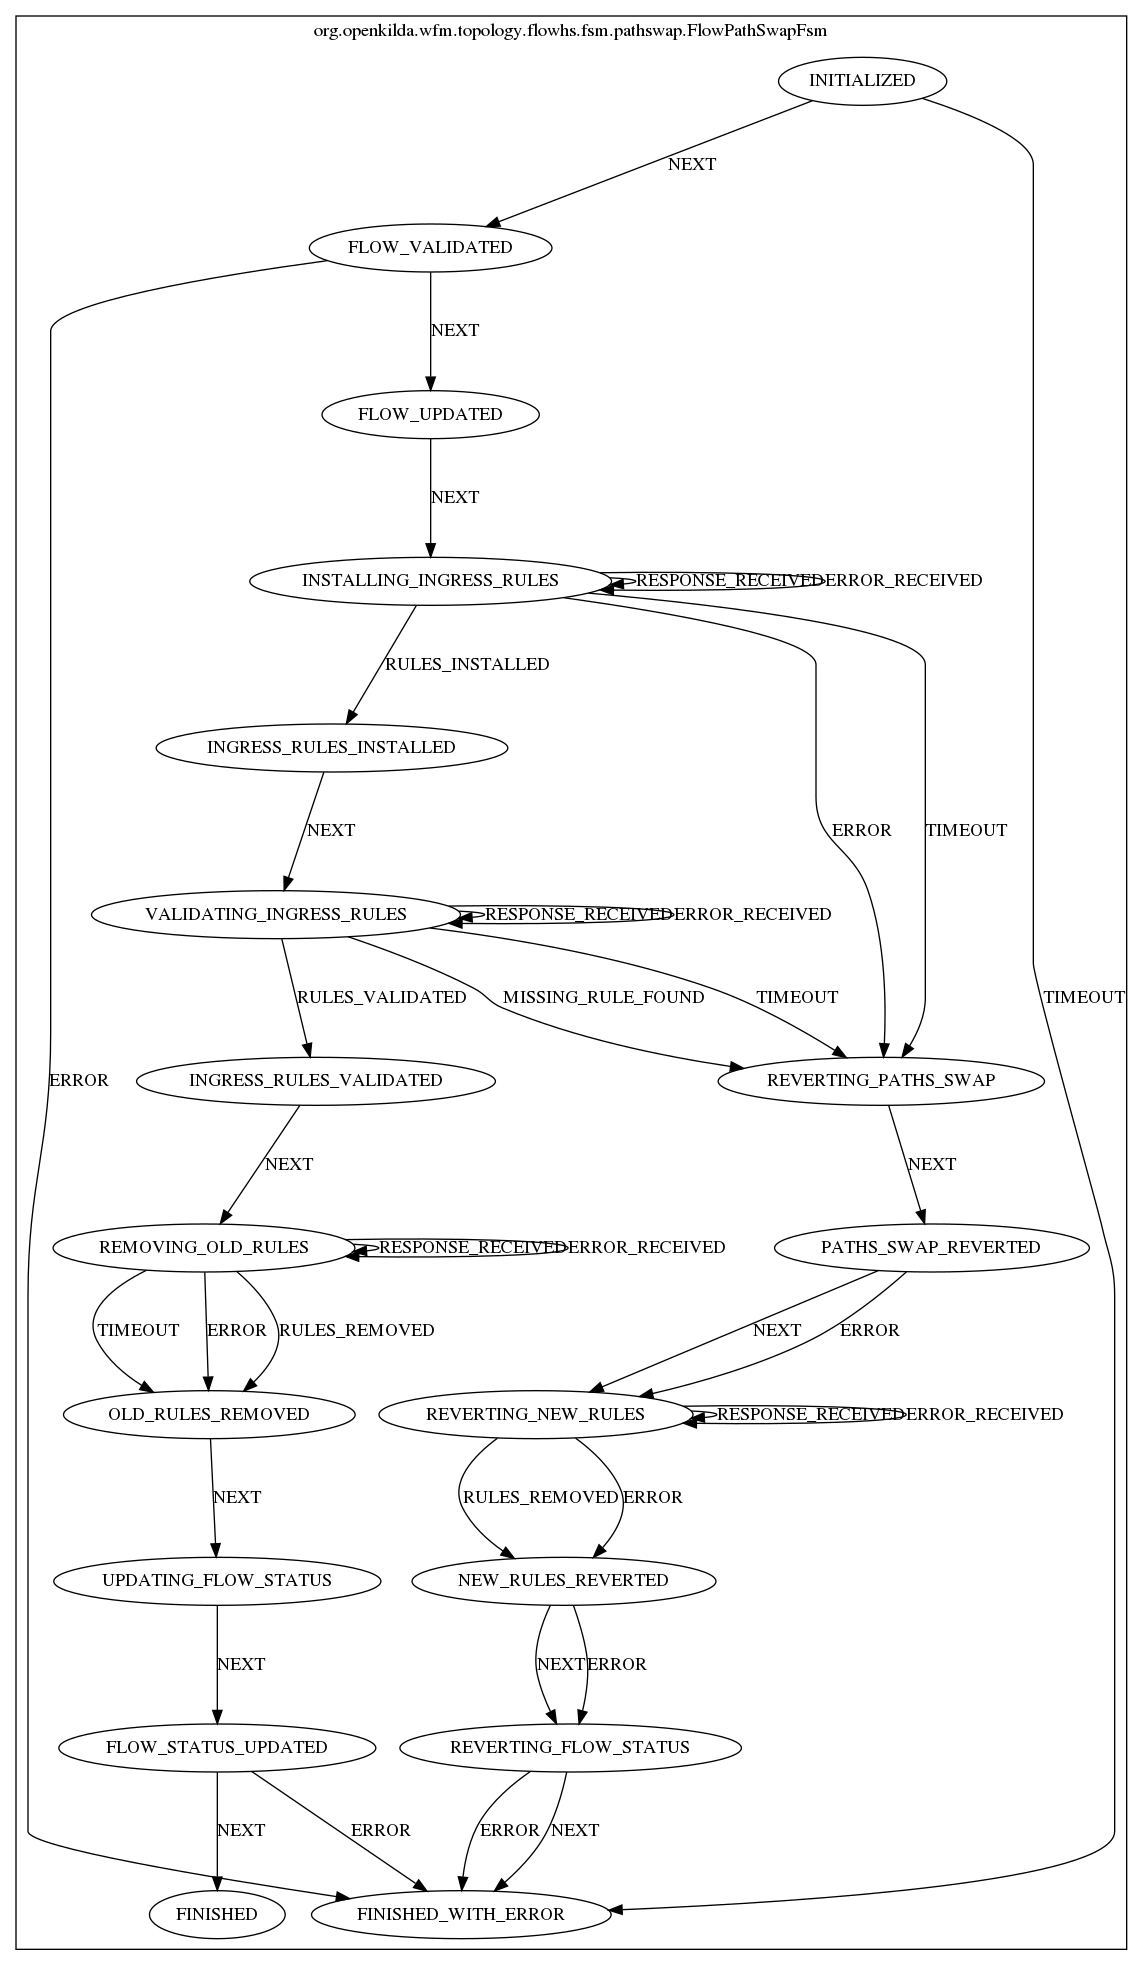 org.openkilda.wfm.topology.flowhs.fsm.pathswap.FlowPathSwapFsm
INITIALIZED
NEXT
FLOW_VALIDATED
NEXT
FLOW_UPDATED
NEXT
INSTALLING_INGRESS_RULES
RESPONSE_RECEIVED
ERROR_RECEIVED
RULES_INSTALLED
INGRESS_RULES_INSTALLED
NEXT
ERROR
TIMEOUT
VALIDATING_INGRESS_RULES
RESPONSE_RECEIVED
ERROR_RECEIVED
RULES_VALIDATED
MISSING_RULE_FOUND
TIMEOUT
TIMEOUT
ERROR
INGRESS_RULES_VALIDATED
REVERTING_PATHS_SWAP
NEXT
NEXT
REMOVING_OLD_RULES
RESPONSE_RECEIVED
ERROR_RECEIVED
PATHS_SWAP_REVERTED
TIMEOUT
ERROR
RULES_REMOVED
NEXT
ERROR
OLD_RULES_REMOVED
REVERTING_NEW_RULES
RESPONSE_RECEIVED
ERROR_RECEIVED
NEXT
RULES_REMOVED
ERROR
UPDATING_FLOW_STATUS
NEW_RULES_REVERTED
NEXT
NEXT
ERROR
FLOW_STATUS_UPDATED
REVERTING_FLOW_STATUS
NEXT
ERROR
ERROR
NEXT
FINISHED
FINISHED_WITH_ERROR